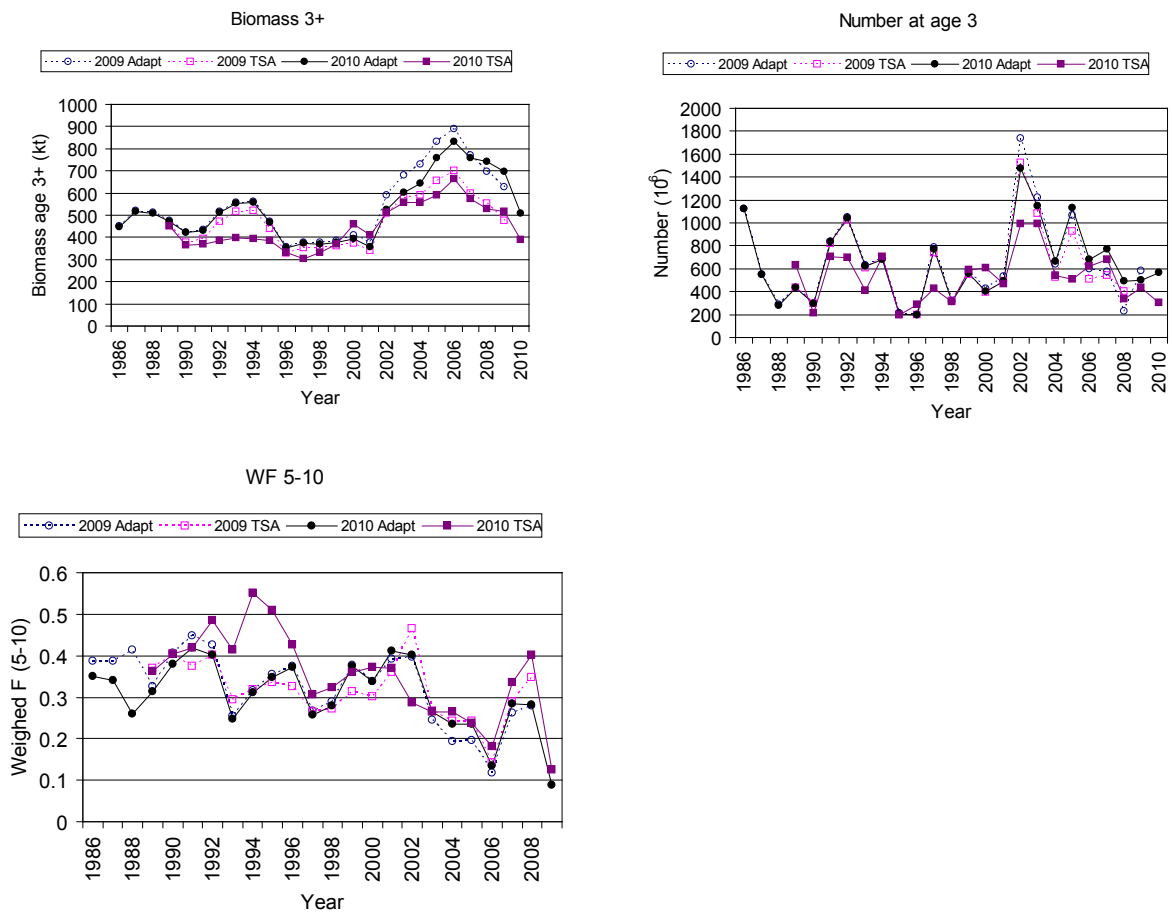 Biomass 3+
2009 Adapt 2009 TSA 2010 Adapt 2010 TSA
1000
900
800
700
600
500
400
300
200
100
0
Biomass age 3+ (kt)
1986 1988 1990 1992 1994 1996 1998 2000 2002 2004 2006 2008 2010
Year
Number at age 3
2009 Adapt 2009 TSA 2010 Adapt 2010 TSA
2000
1800
1600
1400
1200
1000
800
600
400
200
0
Number (10⁶)
1986 1988 1990 1992 1994 1996 1998 2000 2002 2004 2006 2008 2010
Year
WF 5-10
2009 Adapt 2009 TSA 2010 Adapt 2010 TSA
0.6
0.5
0.4
0.3
0.2
0.1
0
Weighed F (5-10)
1986 1988 1990 1992 1994 1996 1998 2000 2002 2004 2006 2008
Year